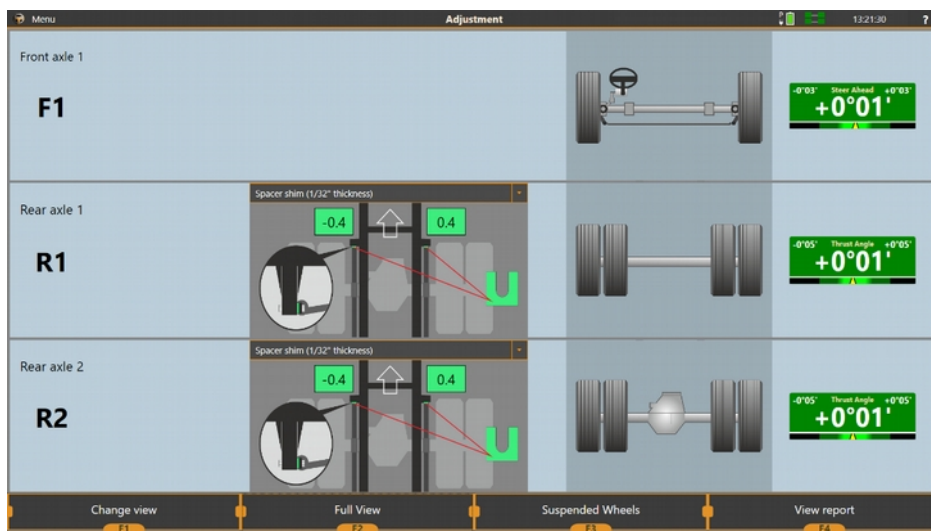 Menu
Adjustment
13:21:30 ?
Front axle 1
F1
-0°03' Steer Ahead +0°03'
+0°01'
Rear axle 1
R1
Spacer shim (1/32" thickness)
-0.4 0.4
-0°05' Thrust Angle +0°05'
+0°01'
Rear axle 2
R2
Spacer shim (1/32" thickness)
-0.4 0.4
-0°05' Thrust Angle +0°05'
+0°01'
Change view Full View Suspended Wheels View report
F1 F2 F3 F4